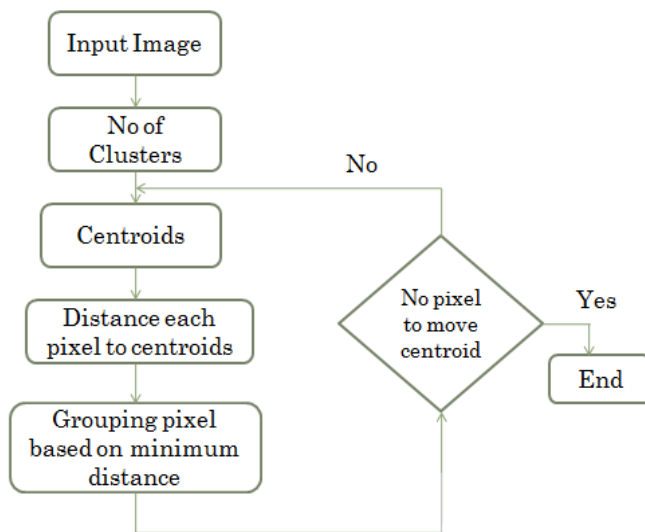 Input Image
No of
Clusters
No
Centroids
Distance each
pixel to centroids
Grouping pixel
based on minimum
distance
No pixel
to move
centroid
Yes
End